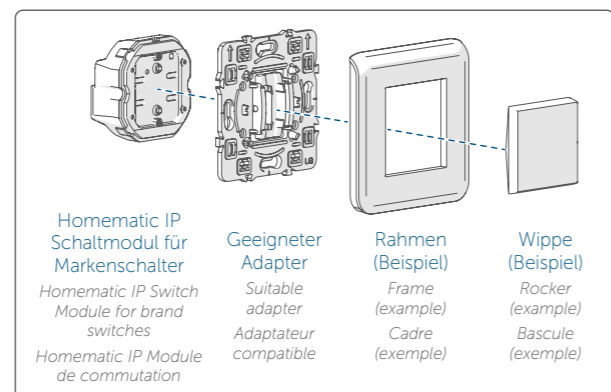 Homematic IP
Schaltmodul für
Markenschalter
Homematic IP Switch
Module for brand
switches
Homematic IP Module
de commutation
Geeigneter
Adapter
Suitable
adapter
Adaptateur
compatible
Rahmen
(Beispiel)
Frame
(example)
Cadre
(exemple)
Wippe
(Beispiel)
Rocker
(example)
Bascule
(exemple)